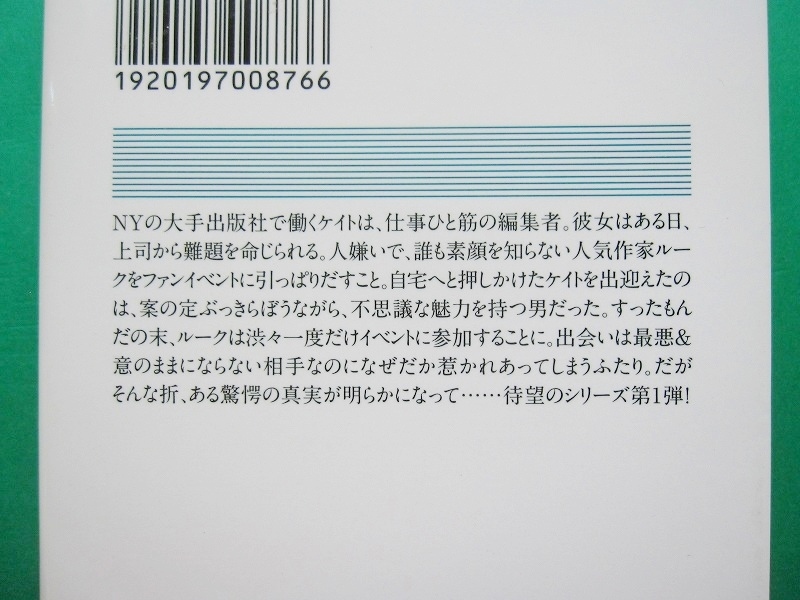 1920197008766
NYの大手出版社で働くケイトは、仕事ひと筋の編集者。彼女はある日、
上司から難題を命じられる。人嫌いで、誰も素顔を知らない人気作家ルー
クをファンイベントに引っぱりだすこと。自宅へと押しかけたケイトを出迎えたの
は、案の定ぶっきらぼうながら、不思議な魅力を持つ男だった。すったもん
だの末、ルークは渋々一度だけイベントに参加することに。出会いは最悪&
意のままにならない相手なのになぜだか惹かれあってしまうふたり。だが
そんな折、ある驚愕の真実が明らかになって……待望のシリーズ第1弾!